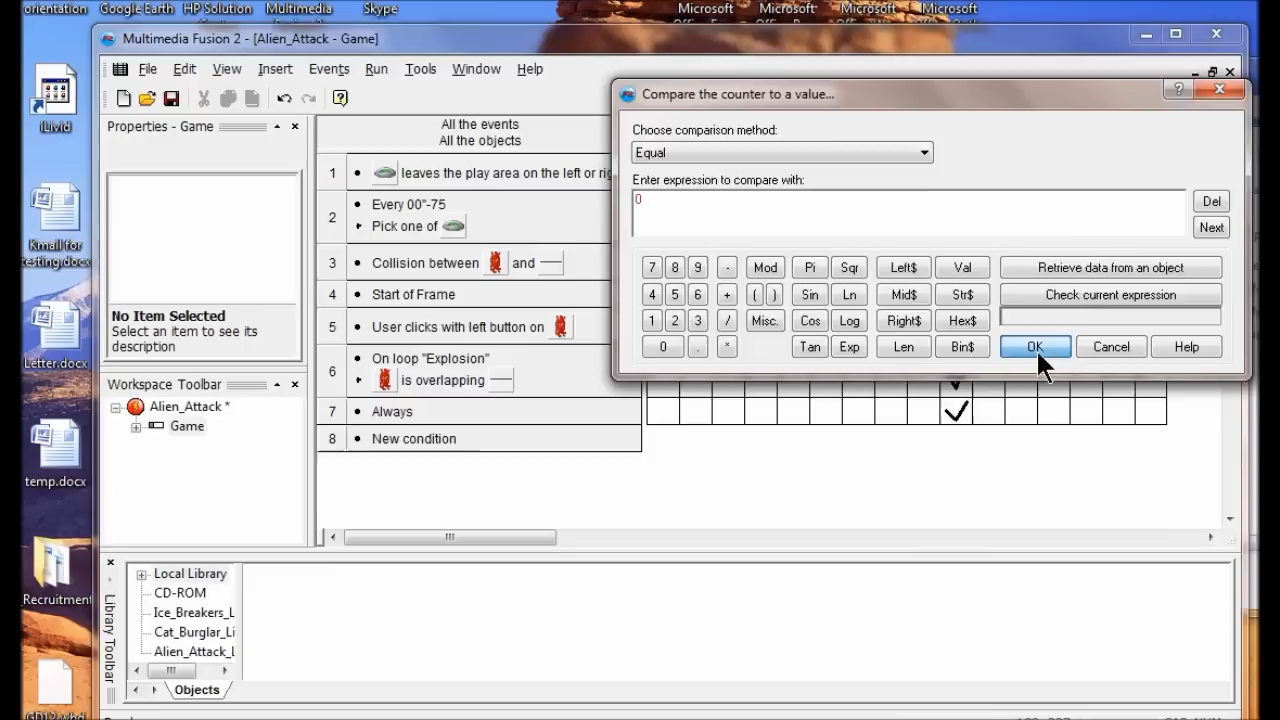 orientation
Google Earth
HP Solution
Multimedia
Skype
Microsoft
Microsoft
Microsoft
Microsoft
Multimedia Fusion 2 - [Alien_Attack - Game]
File Edit View Insert Events Run Tools Window Help
Properties - Game
No Item Selected
Select an item to see its
description
Workspace Toolbar
Alien_Attack *
Game
All the events
All the objects
1 leaves the play area on the left or rig
2 Every 00"-75
Pick one of
3 Collision between and
4 Start of Frame
5 User clicks with left button on
6 On loop "Explosion"
is overlapping
7 Always
8 New condition
Compare the counter to a value...
Choose comparison method:
Equal
Enter expression to compare with:
0
Del
Next
7 8 9 - Mod Pi Sqr Left$ Val Retrieve data from an object
4 5 6 + ( ) Sin Ln Mid$ Str$ Check current expression
1 2 3 / Misc. Cos Log Right$ Hex$
0 . * Tan Exp Len Bin$ OK Cancel Help
Library Toolbar
Local Library
CD-ROM
Ice_Breakers_L
Cat_Burglar_Li
Alien_Attack_L
Objects
iLivid
Kmail for
testing.docx
Letter.docx
temp.docx
Recruitment